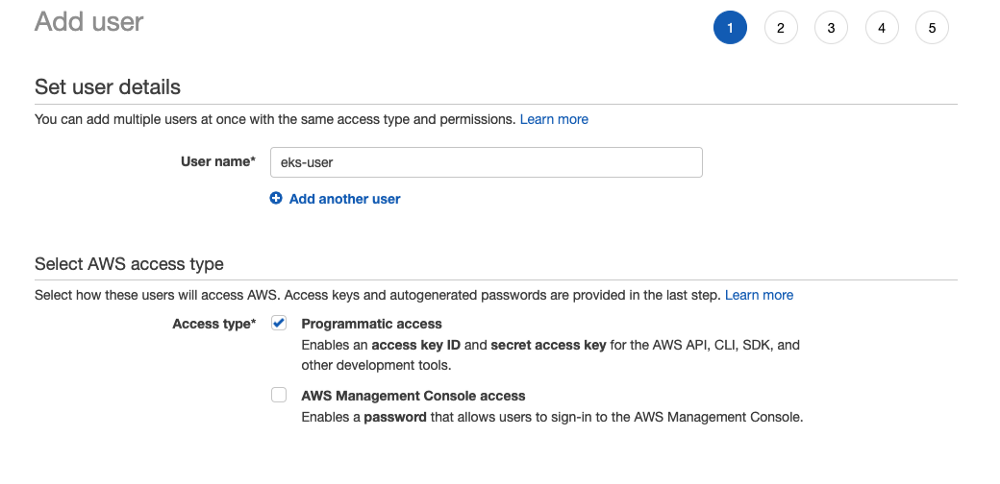 Add user
1 2 3 4 5
Set user details
You can add multiple users at once with the same access type and permissions. Learn more
User name* eks-user
Add another user
Select AWS access type
Select how these users will access AWS. Access keys and autogenerated passwords are provided in the last step. Learn more
Access type* Programmatic access
Enables an access key ID and secret access key for the AWS API, CLI, SDK, and
other development tools.
AWS Management Console access
Enables a password that allows users to sign-in to the AWS Management Console.